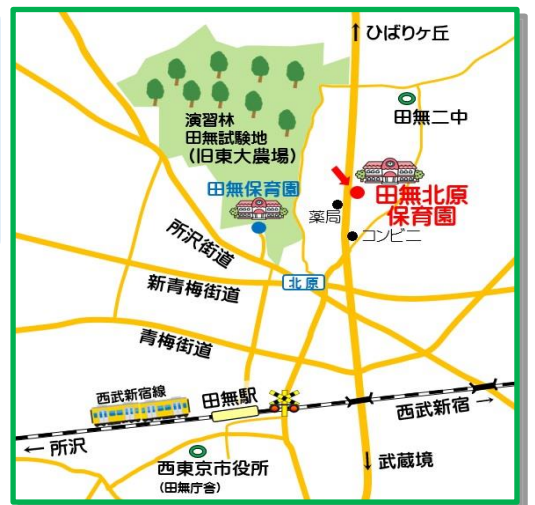 ↑ひばりヶ丘
田無二中
演習林
田無試験地
(旧東大農場)
田無保育園
田無北原
保育園
薬局
コンビニ
所沢街道
北原
新青梅街道
青梅街道
西武新宿線
田無駅
西武新宿→
←所沢
↓武蔵境
西東京市役所
(田無庁舎)